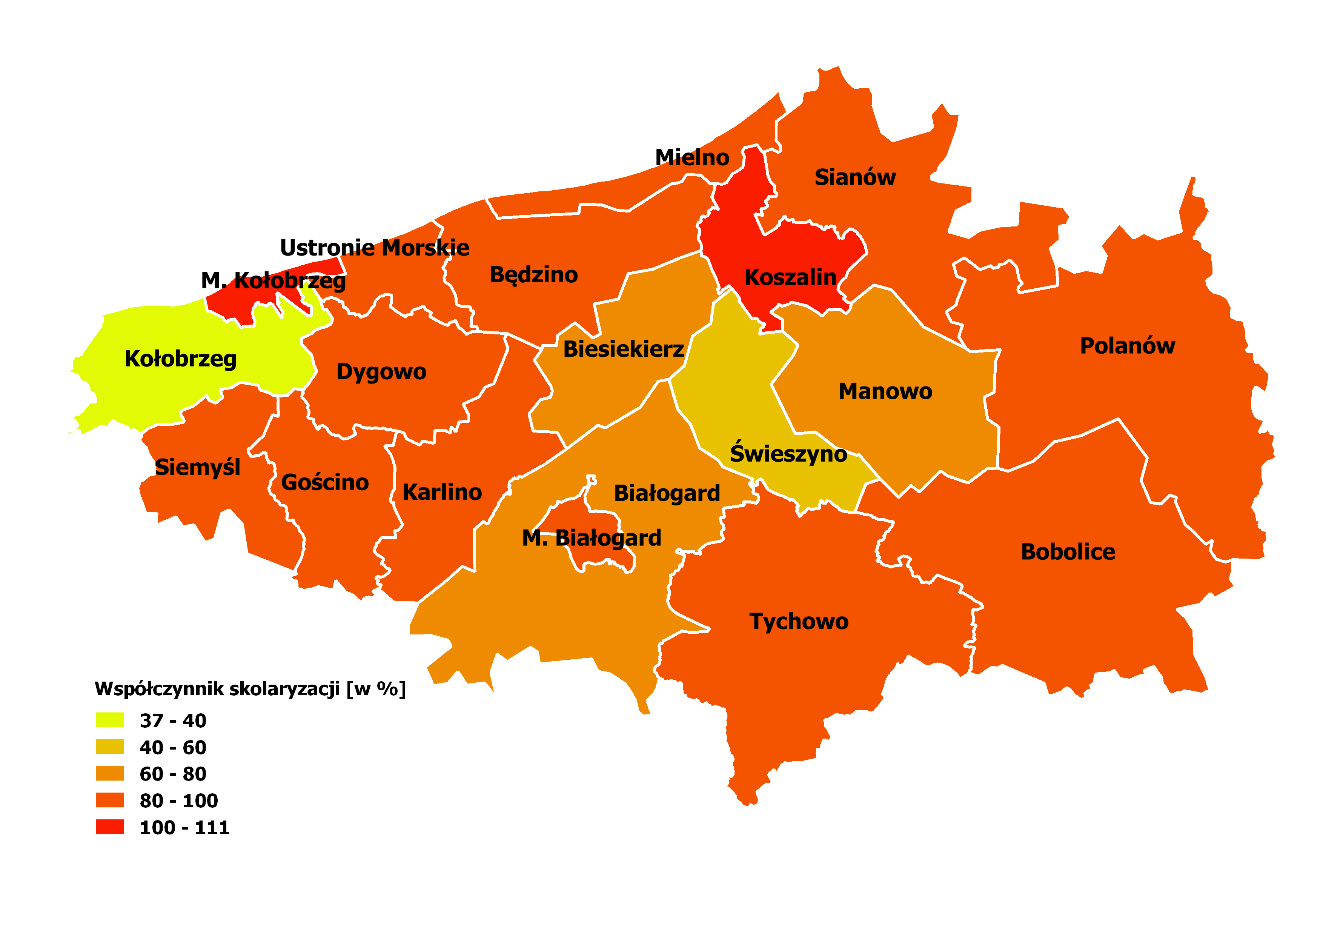 Mielno
Sianów
Ustronie Morskie
M. Kołobrzeg
Będzino
Koszalin
Kołobrzeg
Dygowo
Biesiekierz
Polanów
Manowo
Świeszyno
Siemyśl
Gościno
Karlino
Białogard
M. Białogard
Bobolice
Tychowo
Współczynnik skolaryzacji [w %]
37 - 40
40 - 60
60 - 80
80 - 100
100 - 111